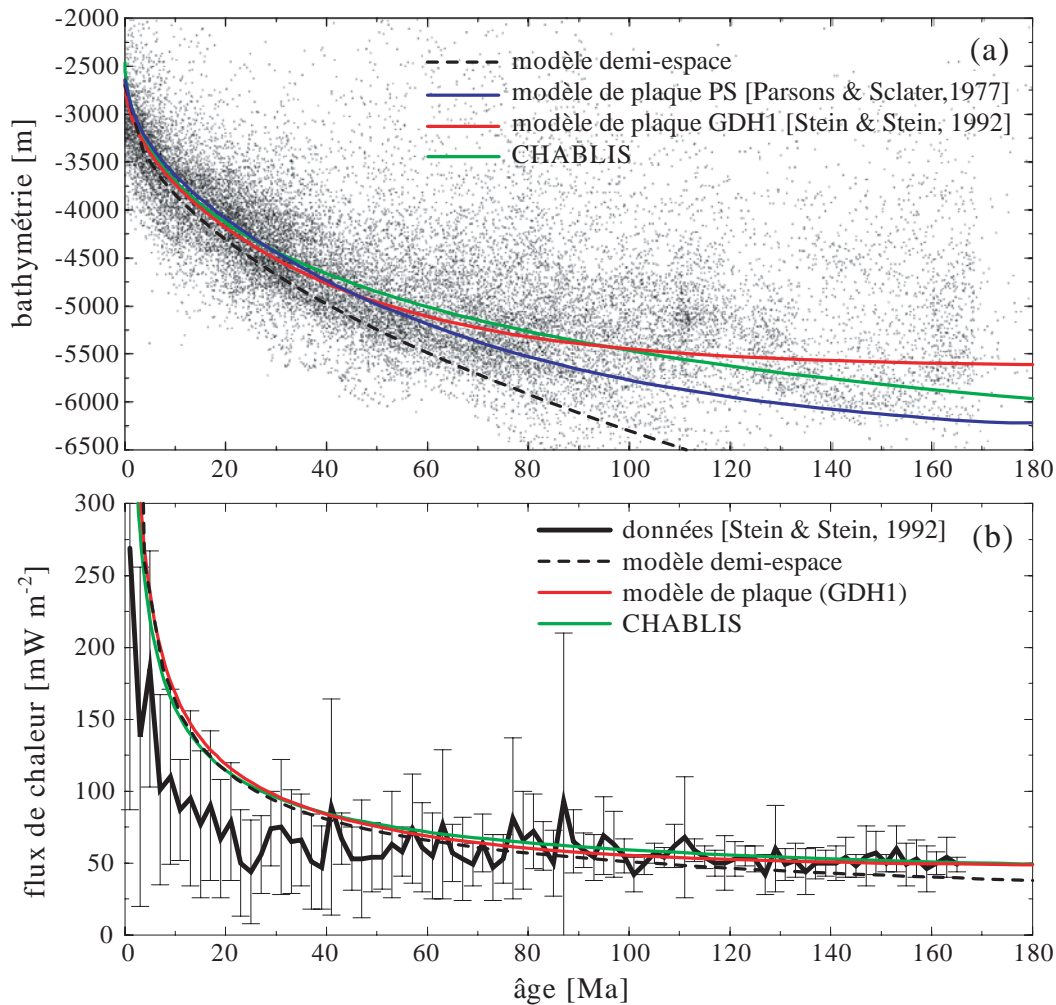 -2000
-2500
-3000
-3500
-4000
-4500
-5000
-5500
-6000
-6500
bathymétrie [m]
(a)
modèle demi-espace
modèle de plaque PS [Parsons & Sclater,1977]
modèle de plaque GDH1 [Stein & Stein, 1992]
CHABLIS
0 20 40 60 80 100 120 140 160 180
300
250
200
150
100
50
0
flux de chaleur [mW m-2]
(b)
données [Stein & Stein, 1992]
modèle demi-espace
modèle de plaque (GDH1)
CHABLIS
0 20 40 60 80 100 120 140 160 180
âge [Ma]